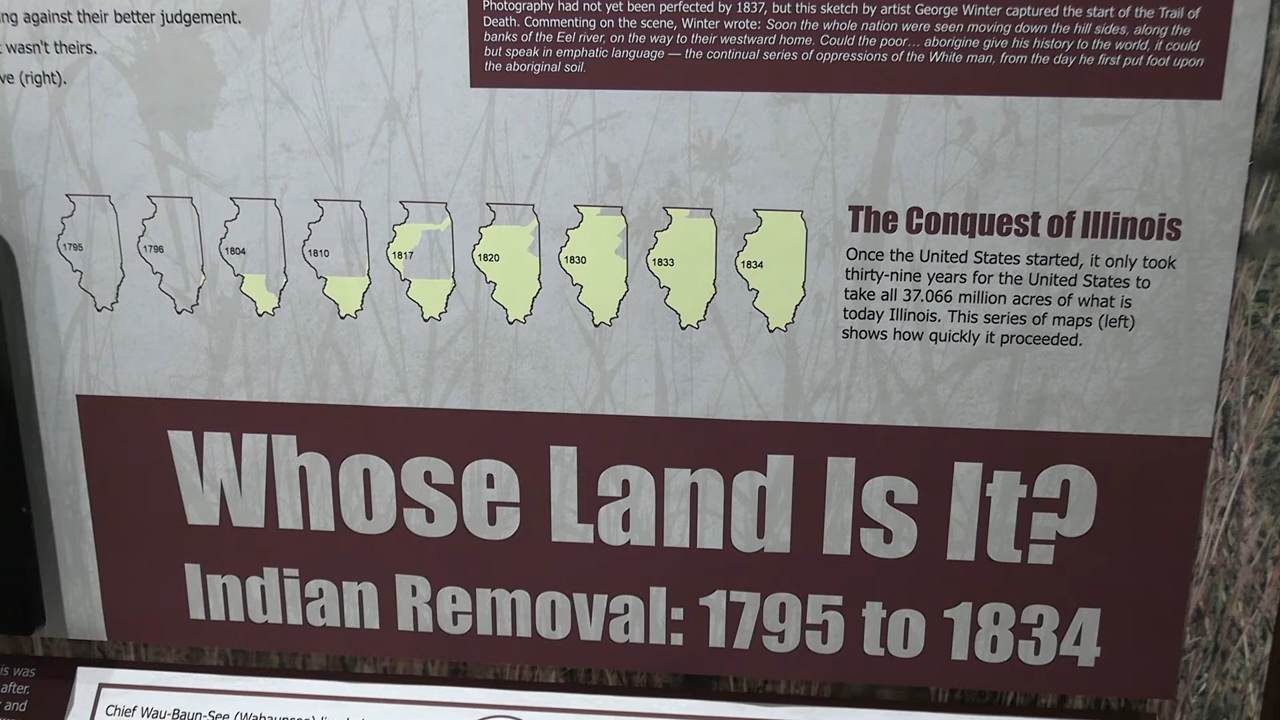 ng against their better judgement.
wasn't theirs.
ve (right).
Photography had not yet been perfected by 1837, but this sketch by artist George Winter captured the start of the Trail of
Death. Commenting on the scene, Winter wrote: Soon the whole nation were seen moving down the hill sides, along the
banks of the Eel river, on the way to their westward home. Could the poor... aborigine give his history to the world, it could
but speak in emphatic language — the continual series of oppressions of the White man, from the day he first put foot upon
the aboriginal soil.
1795 1796 1804 1810 1817 1820 1830 1833 1834
The Conquest of Illinois
Once the United States started, it only took
thirty-nine years for the United States to
take all 37.066 million acres of what is
today Illinois. This series of maps (left)
shows how quickly it proceeded.
Whose Land Is It?
Indian Removal: 1795 to 1834
is was
after,
and
Chief Wau-Baun-See (Wabaunsee)